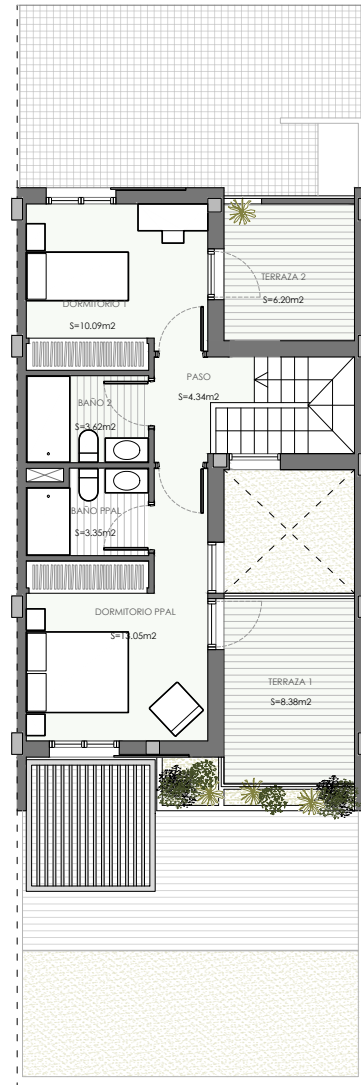 TERRAZA 2
S=6.20m2
DORMITORIO 1
S=10.09m2
PASO
S=4.34m2
BAÑO 2
S=3.62m2
BAÑO PPAL
S=3.35m2
DORMITORIO PPAL
S=13.05m2
TERRAZA 1
S=8.38m2